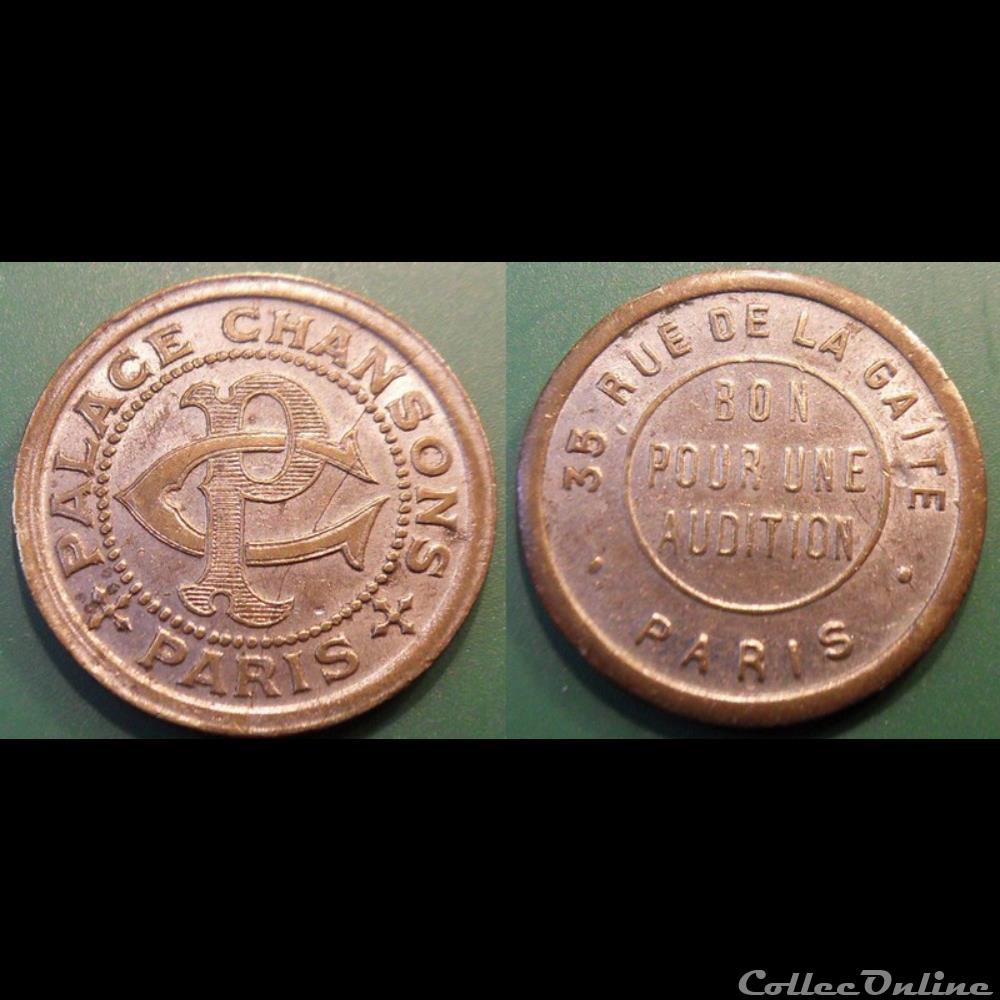 PALACE CHANSONS
PARIS
PC
35 RUE DE LA GAITE
BON
POUR UNE
AUDITION
PARIS
CollecOnline